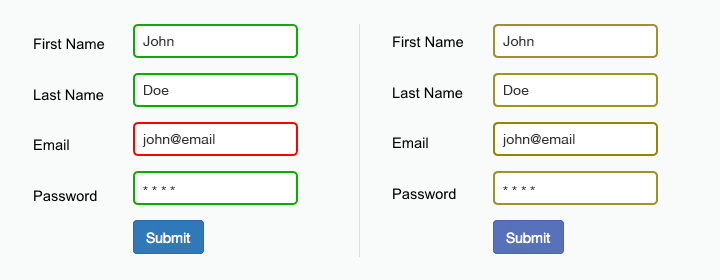 First Name John
Last Name Doe
Email john@email
Password * * * *
Submit
First Name John
Last Name Doe
Email john@email
Password * * * *
Submit